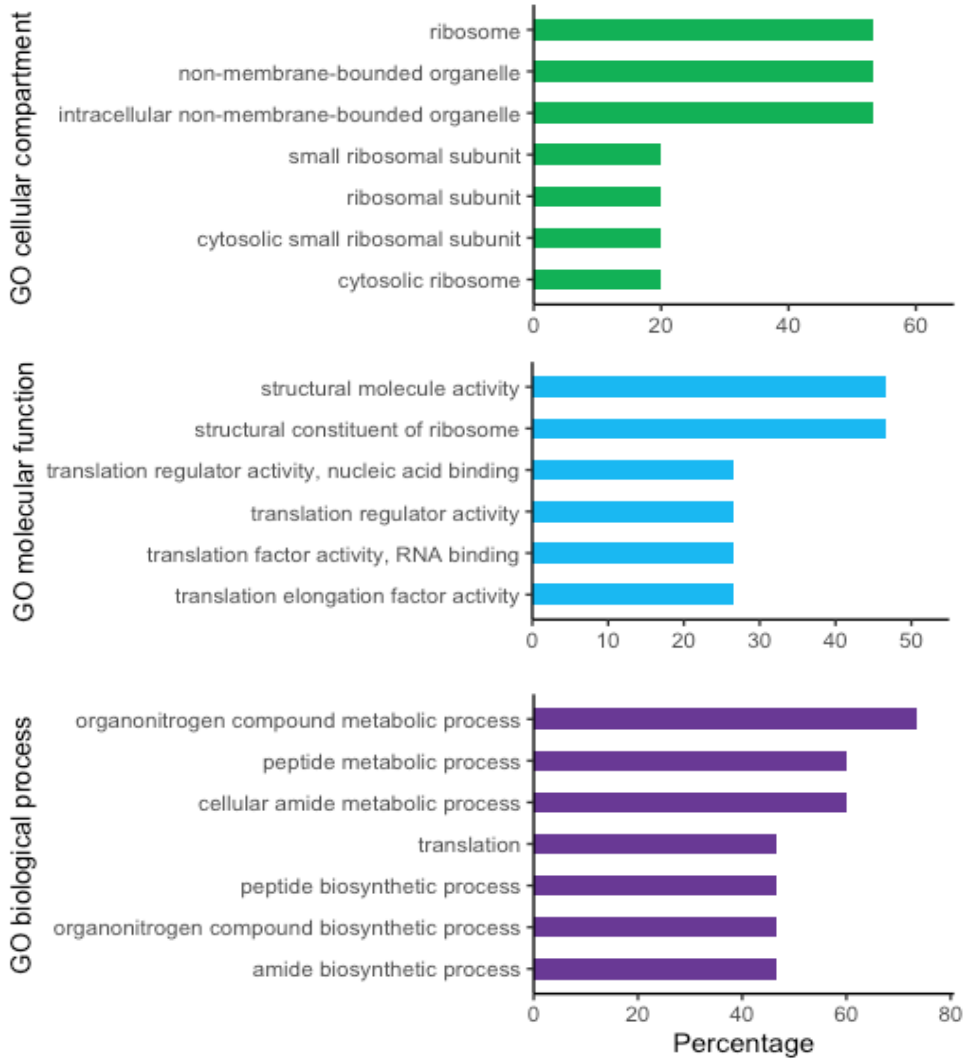 GO cellular compartment
ribosome
non-membrane-bounded organelle
intracellular non-membrane-bounded organelle
small ribosomal subunit
ribosomal subunit
cytosolic small ribosomal subunit
cytosolic ribosome
0 20 40 60
GO molecular function
structural molecule activity
structural constituent of ribosome
translation regulator activity, nucleic acid binding
translation regulator activity
translation factor activity, RNA binding
translation elongation factor activity
0 10 20 30 40 50
GO biological process
organonitrogen compound metabolic process
peptide metabolic process
cellular amide metabolic process
translation
peptide biosynthetic process
organonitrogen compound biosynthetic process
amide biosynthetic process
0 20 40 60 80
Percentage